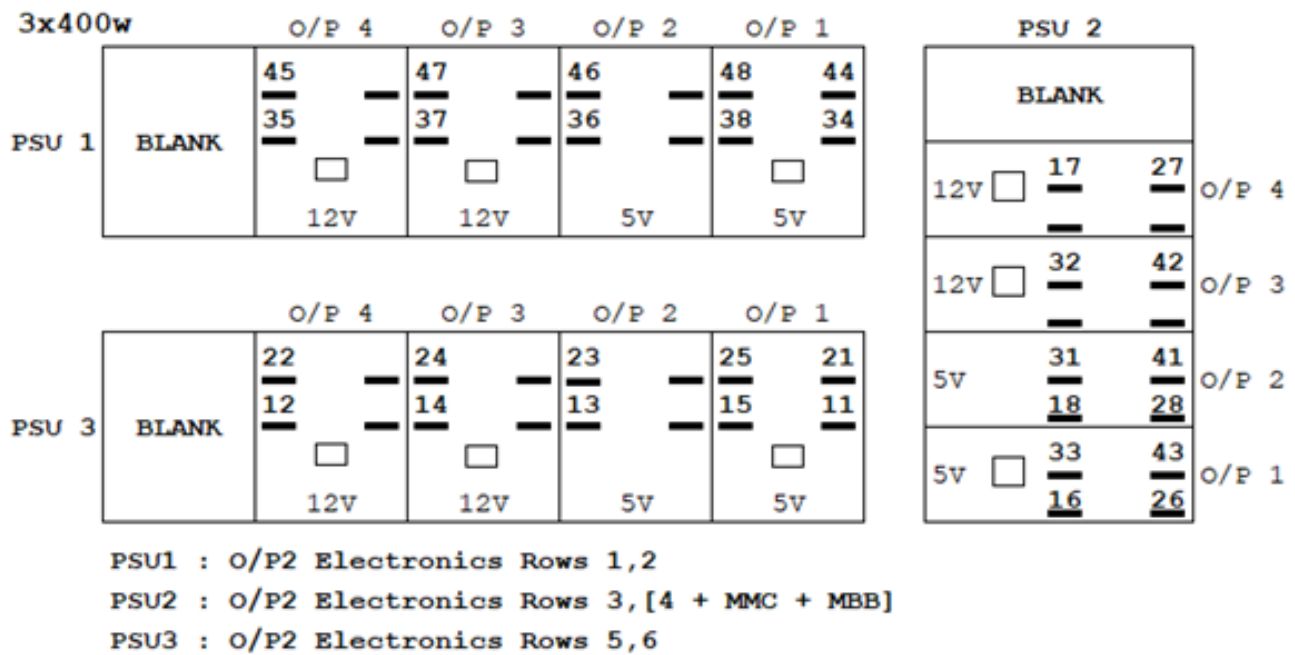 3x400w
O/P 4 O/P 3 O/P 2 O/P 1
PSU 1 BLANK
45 47 46 48 44
35 37 36 38 34
12V 12V 5V 5V
O/P 4 O/P 3 O/P 2 O/P 1
PSU 3 BLANK
22 24 23 25 21
12 14 13 15 11
12V 12V 5V 5V
PSU 2
BLANK
12V 17 27 O/P 4
12V 32 42 O/P 3
5V 31 41 O/P 2
18 28
5V 33 43 O/P 1
16 26
PSU1 : O/P2 Electronics Rows 1,2
PSU2 : O/P2 Electronics Rows 3,[4 + MMC + MBB]
PSU3 : O/P2 Electronics Rows 5,6